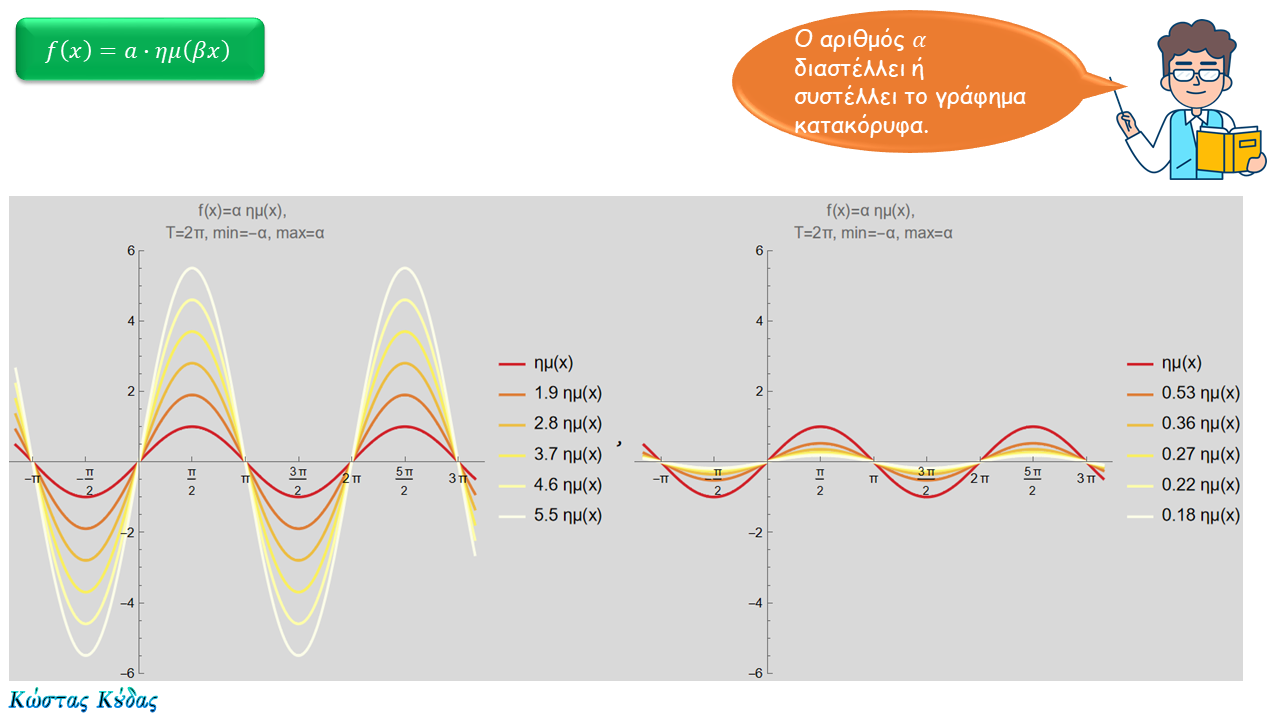 f(x) = a · ημ(βx)
Ο αριθμός α
διαστέλλει ή
συστέλλει το γράφημα
κατακόρυφα.
f(x)=α ημ(x),
T=2π, min=−α, max=α
6
4
2
−2
−4
−6
−π
−π/2
π/2
π
3π/2
2π
5π/2
3π
ημ(x)
1.9 ημ(x)
2.8 ημ(x)
3.7 ημ(x)
4.6 ημ(x)
5.5 ημ(x)
,
f(x)=α ημ(x),
T=2π, min=−α, max=α
6
4
2
−2
−4
−6
−π
−π/2
π/2
π
3π/2
2π
5π/2
3π
ημ(x)
0.53 ημ(x)
0.36 ημ(x)
0.27 ημ(x)
0.22 ημ(x)
0.18 ημ(x)
Κώστας Κύδας